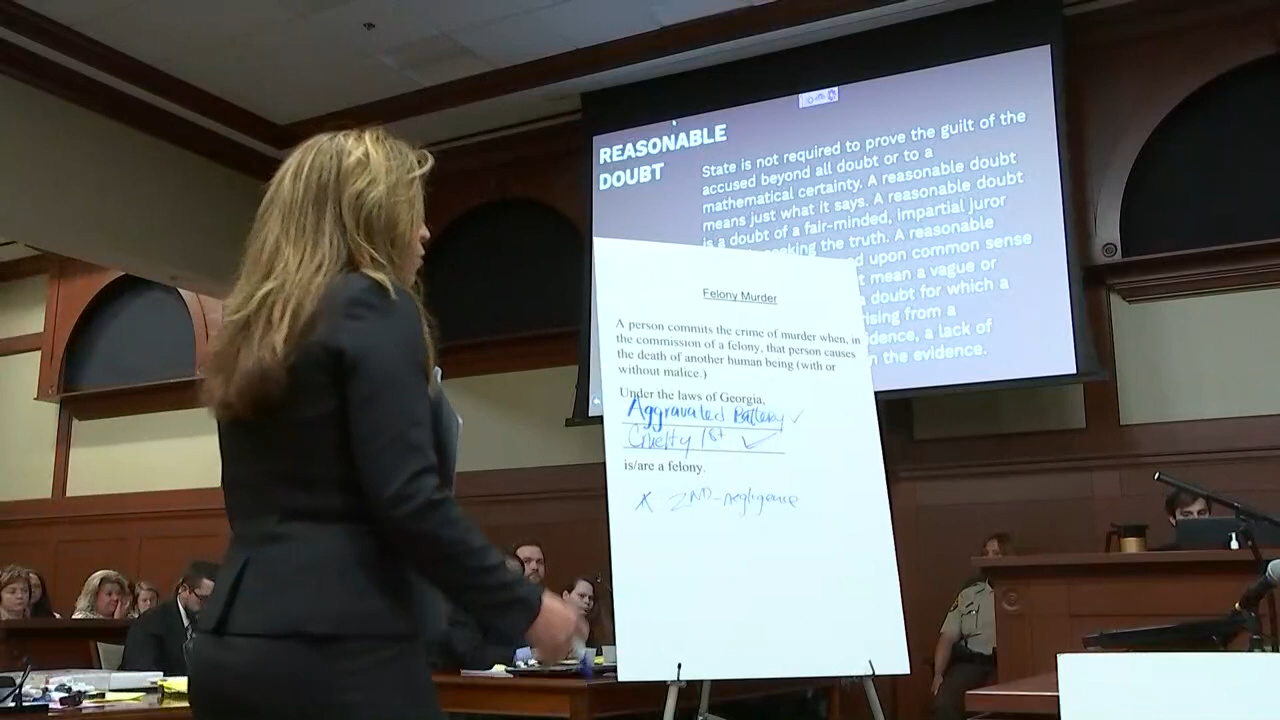 REASONABLE
DOUBT
State is not required to prove the guilt of the
accused beyond all doubt or to a
mathematical certainty. A reasonable doubt
means just what it says. A reasonable doubt
is a doubt of a fair-minded, impartial juror
seeking the truth. A reasonable
upon common sense
mean a vague or
doubt for which a
a lack of
the evidence.
Felony Murder
A person commits the crime of murder when, in
the commission of a felony, that person causes
the death of another human being (with or
without malice.)
Under the laws of Georgia,
Aggravated Battery ✓
Cruelty 1st ✓
is/are a felony.
2ND-negligence